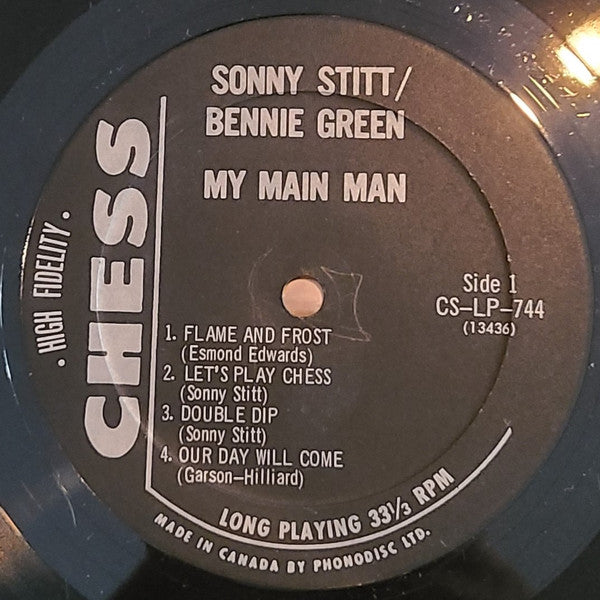 SONNY STITT/
BENNIE GREEN
MY MAIN MAN
CHESS
. HIGH FIDELITY .
Side 1
CS-LP-744
(13436)
1. FLAME AND FROST
(Esmond Edwards)
2. LET'S PLAY CHESS
(Sonny Stitt)
3. DOUBLE DIP
(Sonny Stitt)
4. OUR DAY WILL COME
(Garson-Hilliard)
LONG PLAYING 33⅓ RPM
MADE IN CANADA BY PHONODISC LTD.